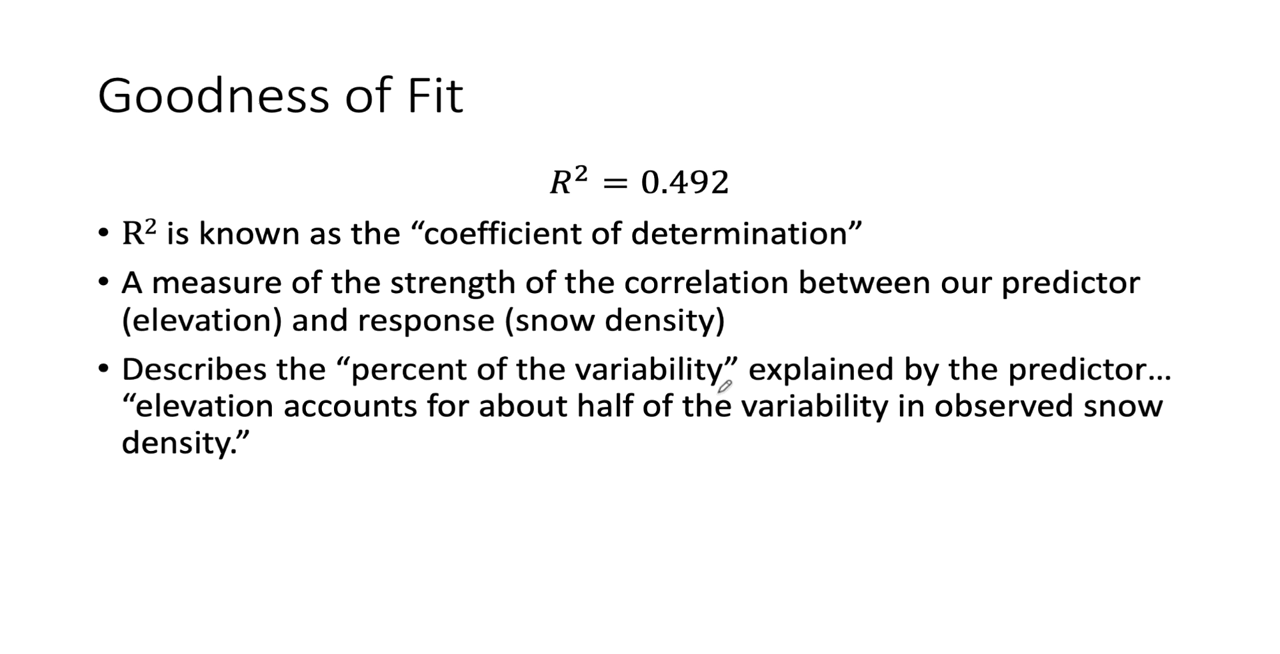 Goodness of Fit
R² = 0.492
• R² is known as the “coefficient of determination”
• A measure of the strength of the correlation between our predictor
(elevation) and response (snow density)
• Describes the “percent of the variability” explained by the predictor...
“elevation accounts for about half of the variability in observed snow
density.”